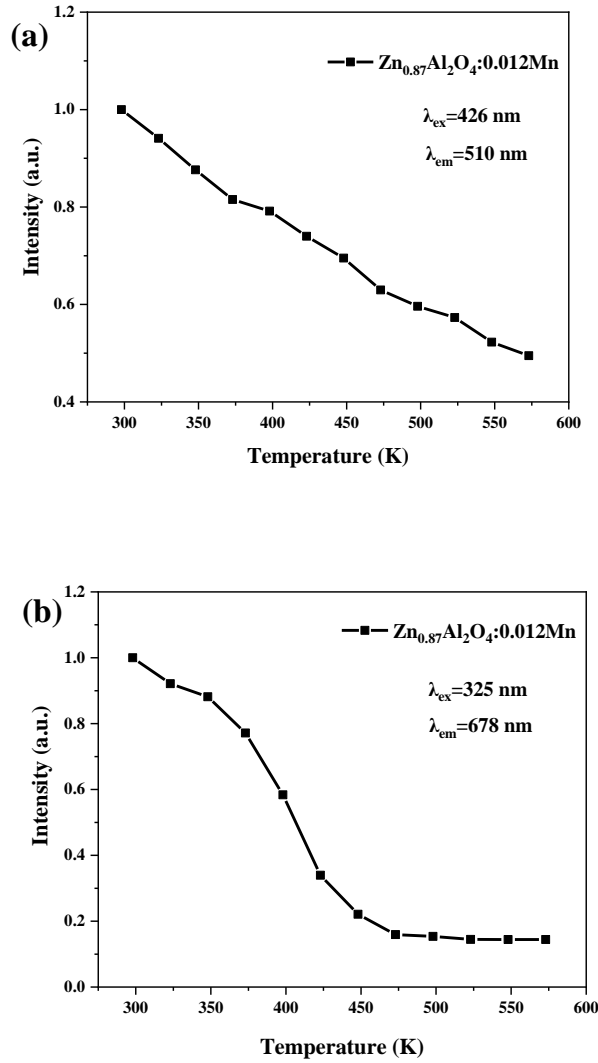 (a)
Zn0.87Al2O4:0.012Mn
λex=426 nm
λem=510 nm
1.2
1.0
0.8
0.6
0.4
Intensity (a.u.)
300 350 400 450 500 550 600
Temperature (K)
(b)
Zn0.87Al2O4:0.012Mn
λex=325 nm
λem=678 nm
1.2
1.0
0.8
0.6
0.4
0.2
0.0
Intensity (a.u.)
300 350 400 450 500 550 600
Temperature (K)